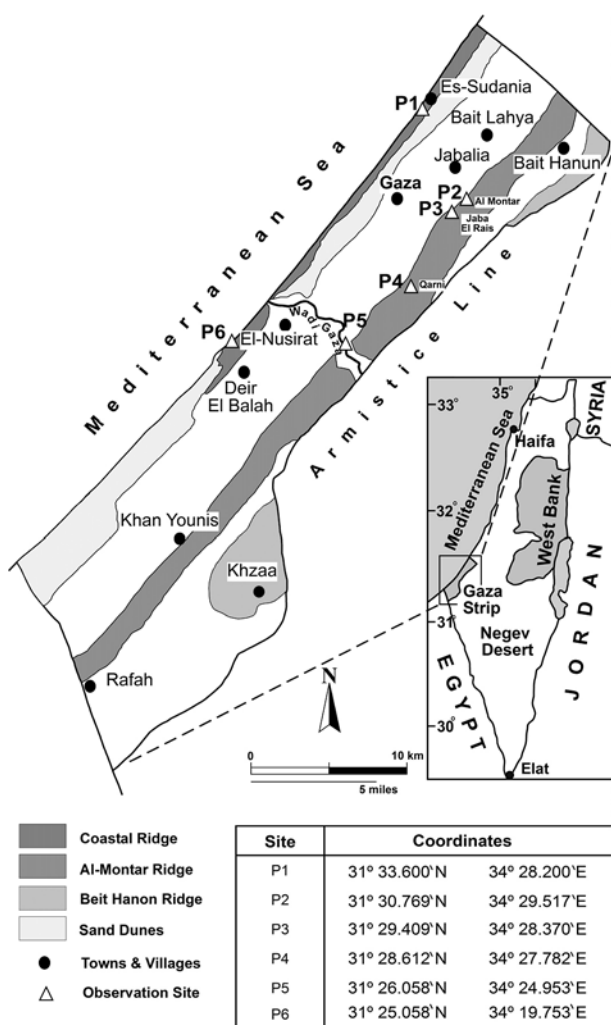 Es-Sudania
P1
Bait Lahya
Jabalia
Bait Hanun
Gaza
P2
Al Montar
P3
Jaba
El Rais
P4
Qarni
Mediterranean Sea
Wadi Gaza
P5
P6
El-Nusirat
Deir
El Balah
Armistice Line
Khan Younis
Khzaa
Rafah
N
0 10 km
5 miles
35°
33°
SYRIA
Mediterranean Sea
Haifa
32°
West Bank
Gaza
Strip
31°
Negev
Desert
JORDAN
EGYPT
30°
Elat
Coastal Ridge
Al-Montar Ridge
Beit Hanon Ridge
Sand Dunes
Towns & Villages
Observation Site
Site Coordinates
P1 31° 33.600‵N 34° 28.200‵E
P2 31° 30.769‵N 34° 29.517‵E
P3 31° 29.409‵N 34° 28.370‵E
P4 31° 28.612‵N 34° 27.782‵E
P5 31° 26.058‵N 34° 24.953‵E
P6 31° 25.058‵N 34° 19.753‵E